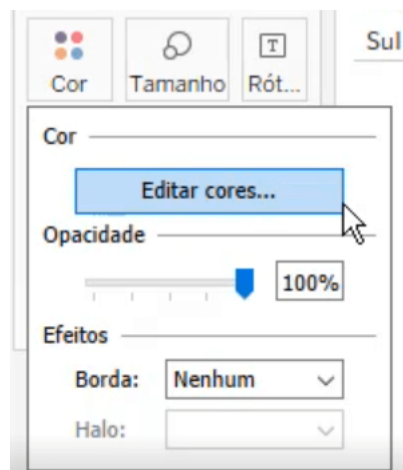 Sul
Cor Tamanho Rót...
Cor
Editar cores...
Opacidade
100%
Efeitos
Borda: Nenhum
Halo: